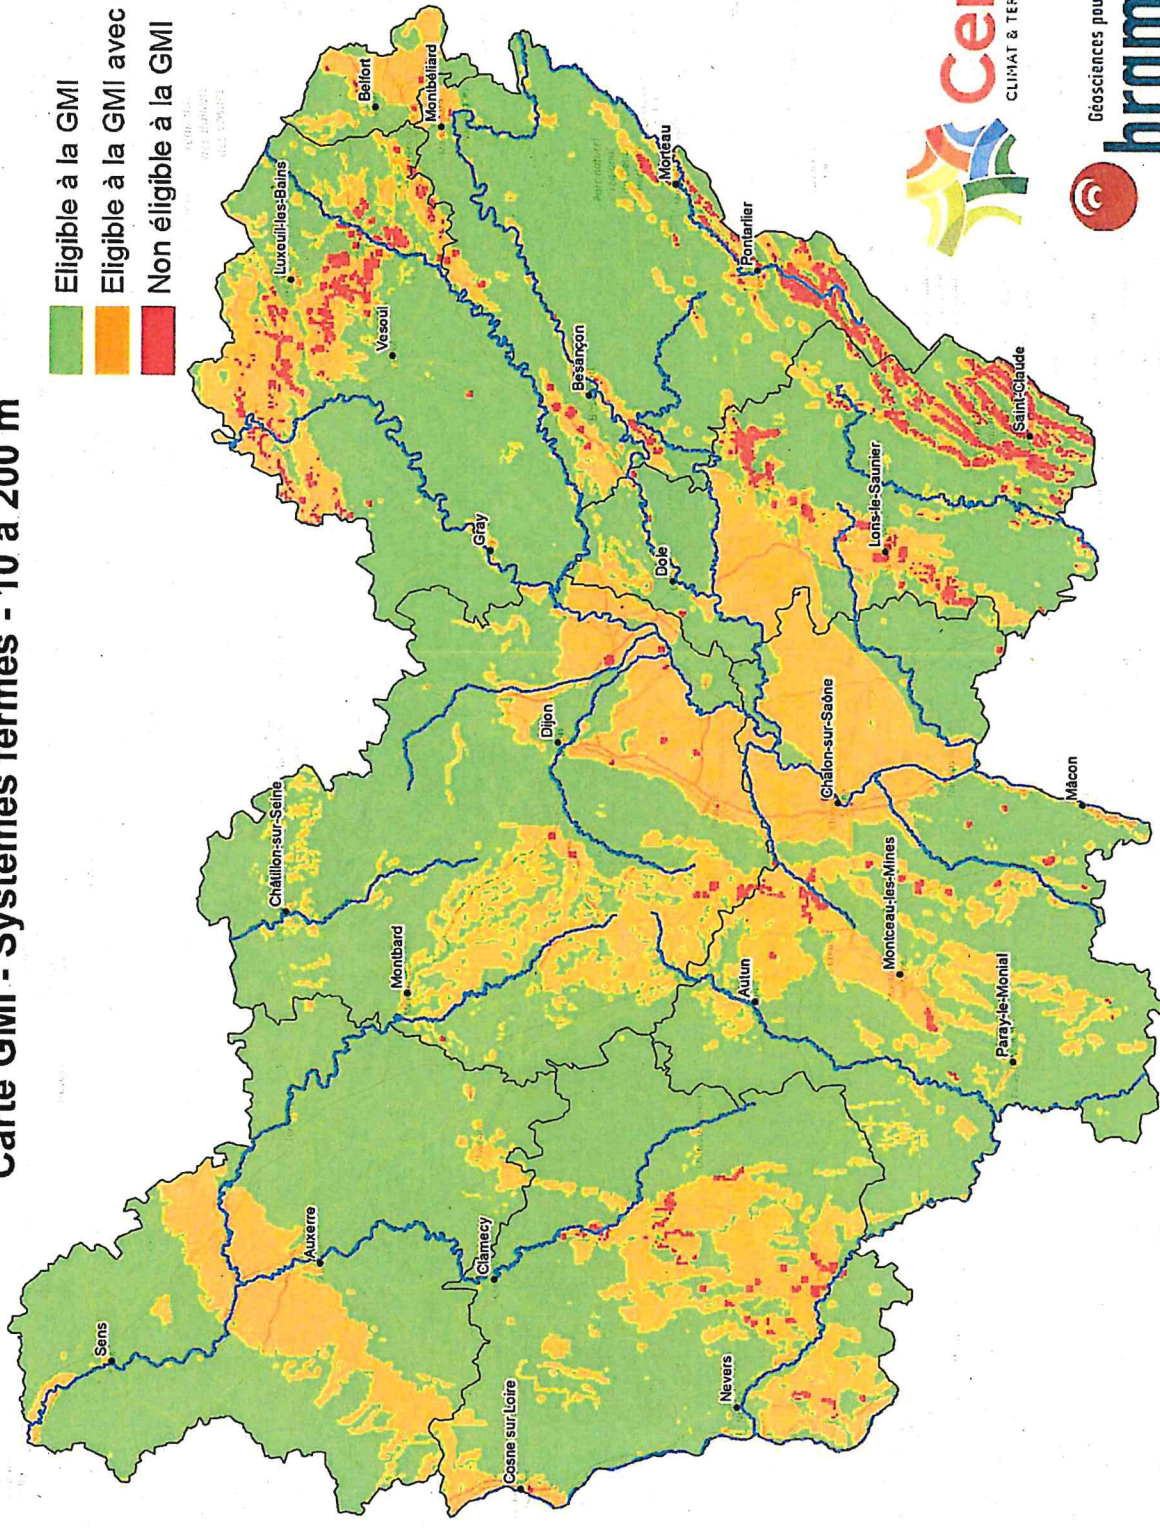 Carte GMI - Systèmes fermés - 10 à 200 m
Eligible à la GMI
Eligible à la GMI avec
Non éligible à la GMI
Sens
Auxerre
Châtillon-sur-Seine
Montbard
Luxeuil-les-Bains
Belfort
Vesoul
Montbéliard
Gray
Clamecy
Cosne sur Loire
Dijon
Besançon
Dole
Morteau
Pontarlier
Nevers
Autun
Chalon-sur-Saône
Lons-le-Saunier
Montceau-les-Mines
Paray-le-Monial
Saint-Claude
Mâcon
CLIMAT & TER
Géosciences pou
brgm